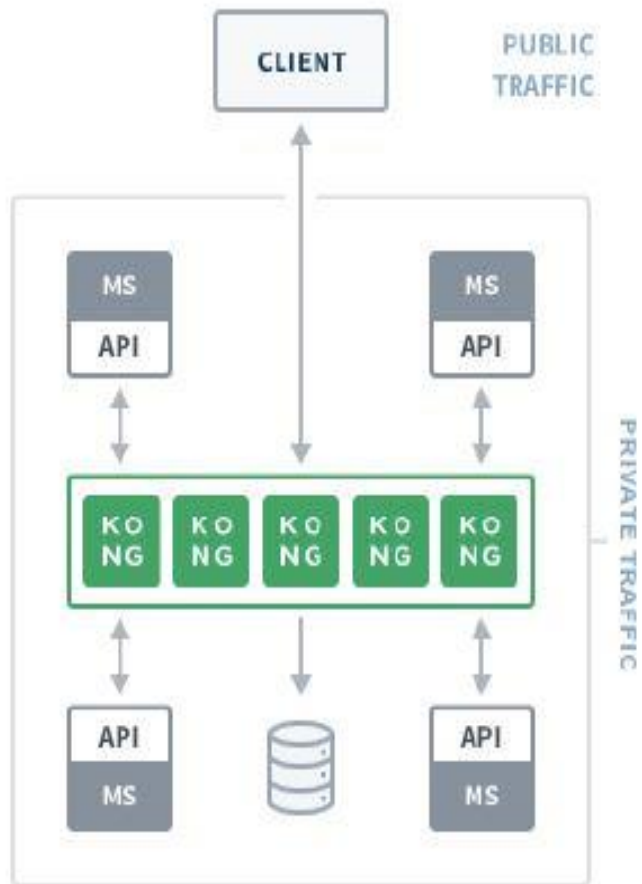 CLIENT
PUBLIC
TRAFFIC
MS
API
MS
API
KO
NG
KO
NG
KO
NG
KO
NG
KO
NG
PRIVATE TRAFFIC
API
MS
API
MS